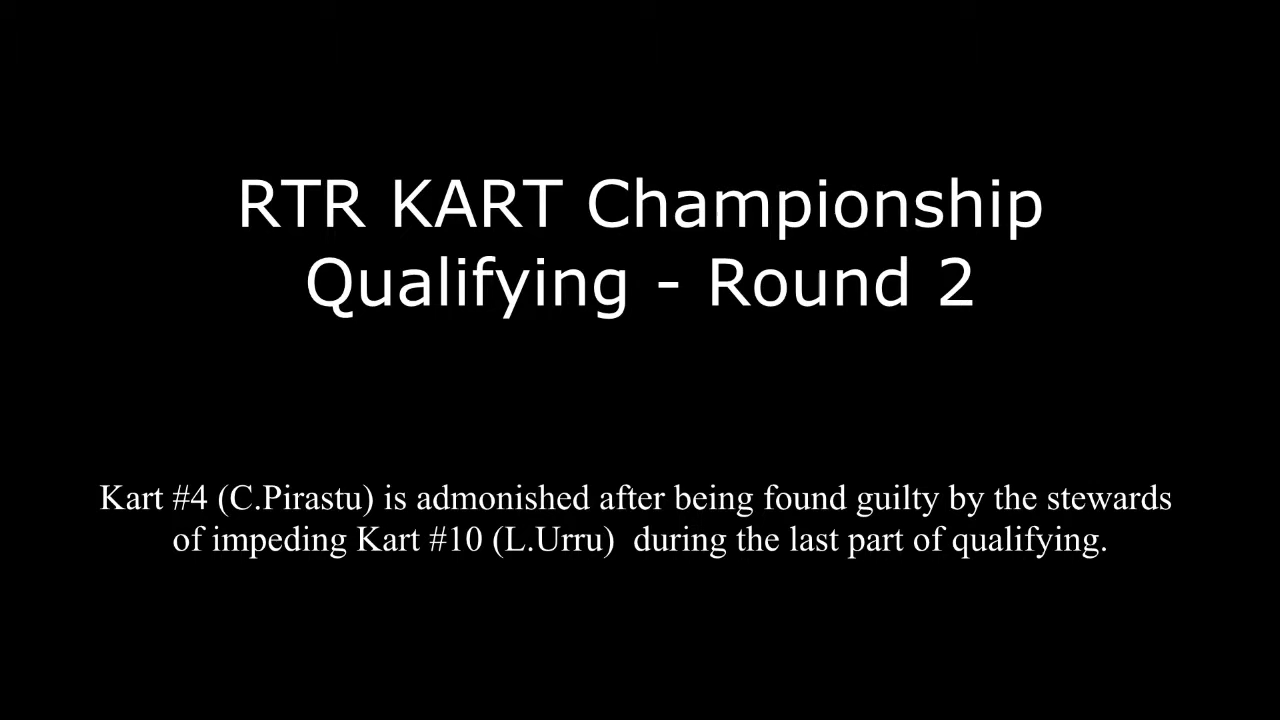 RTR KART Championship
Qualifying - Round 2
Kart #4 (C.Pirastu) is admonished after being found guilty by the stewards
of impeding Kart #10 (L.Urru)  during the last part of qualifying.